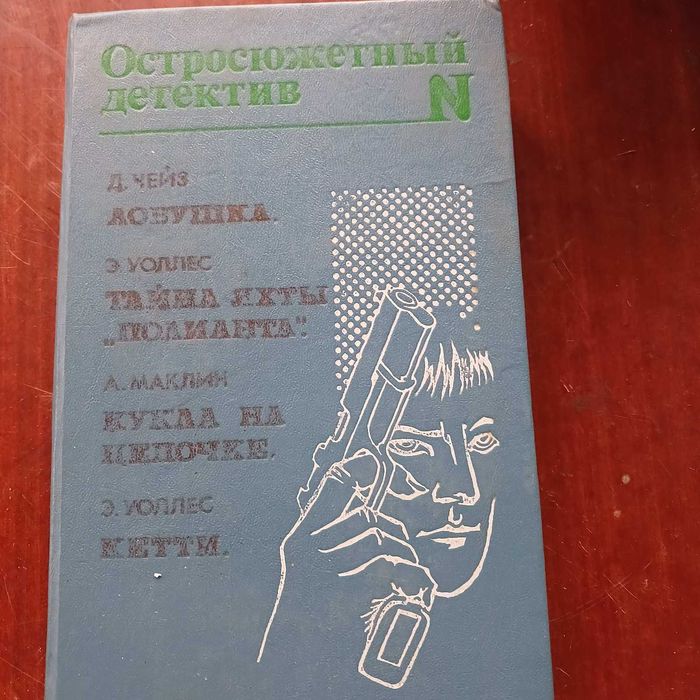 Остросюжетный
детектив
N
Д. ЧЕЙЗ
ЛОВУШКА.
Э. УОЛЛЕС
ТАЙНА ЯХТЫ
„ПОЛИАНТА".
А. МАКЛИН
КУКЛА НА
ЦЕПОЧКЕ.
Э. УОЛЛЕС
КЕТТИ.